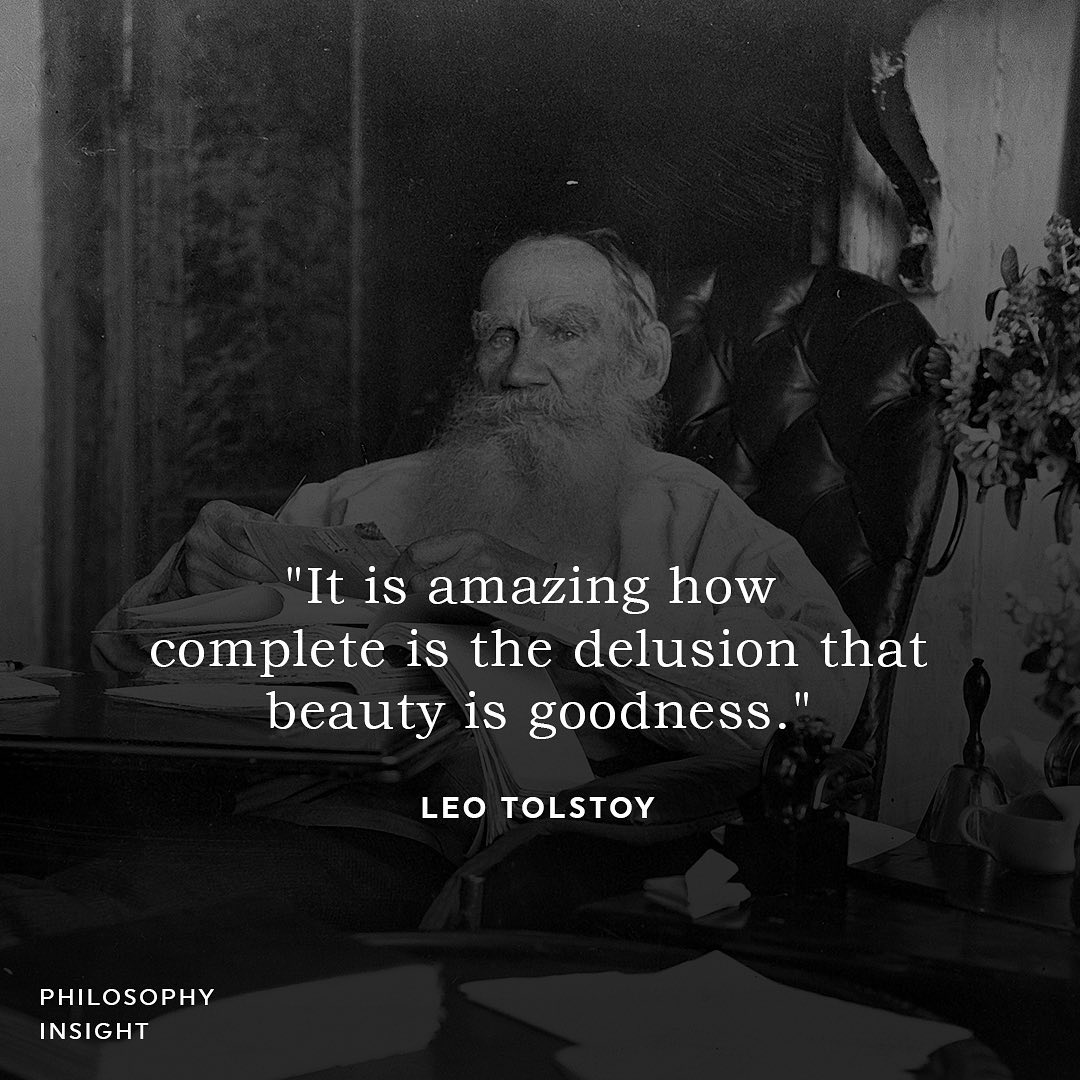 "It is amazing how
complete is the delusion that
beauty is goodness."
LEO TOLSTOY
PHILOSOPHY
INSIGHT